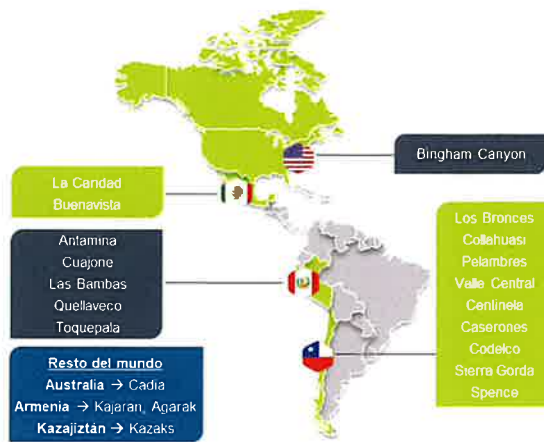 Bingham Canyon
La Caridad
Buenavista
Antamina
Cuajone
Las Bambas
Quellaveco
Toquepala
Resto del mundo
Australia → Cadia
Armenia → Kajaran, Agarak
Kazajiztán → Kazaks
Los Bronces
Collahuasi
Pelambres
Valle Central
Centinela
Caserones
Codelco
Sierra Gorda
Spence